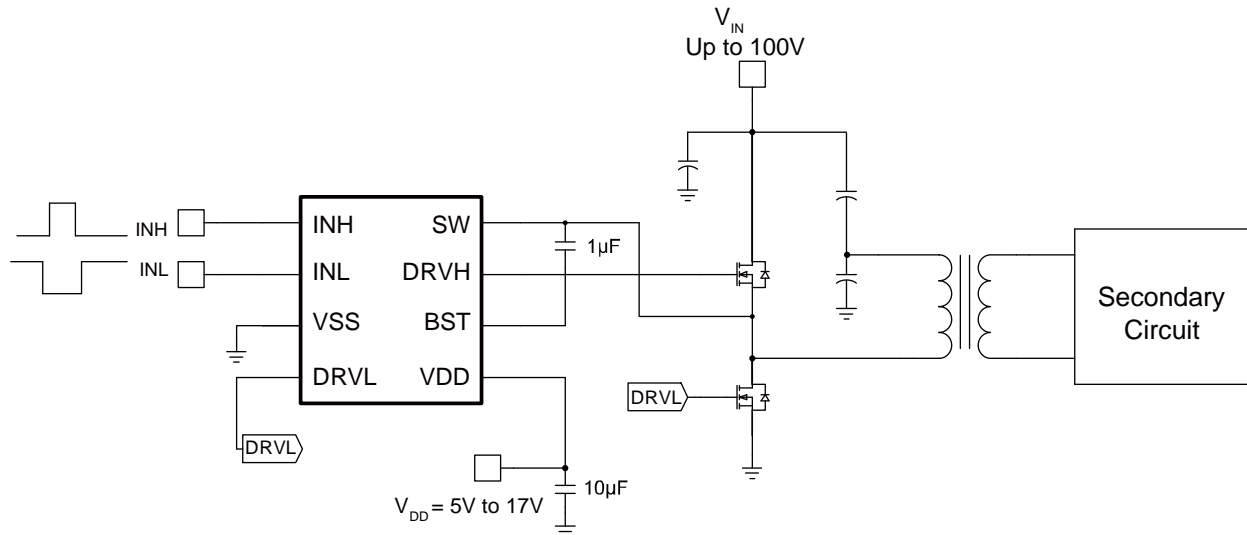 V_IN
Up to 100V
INH
INL
INH
INL
VSS
DRVL
SW
DRVH
BST
VDD
1µF
DRVL
DRVL
V_DD = 5V to 17V
10µF
Secondary
Circuit